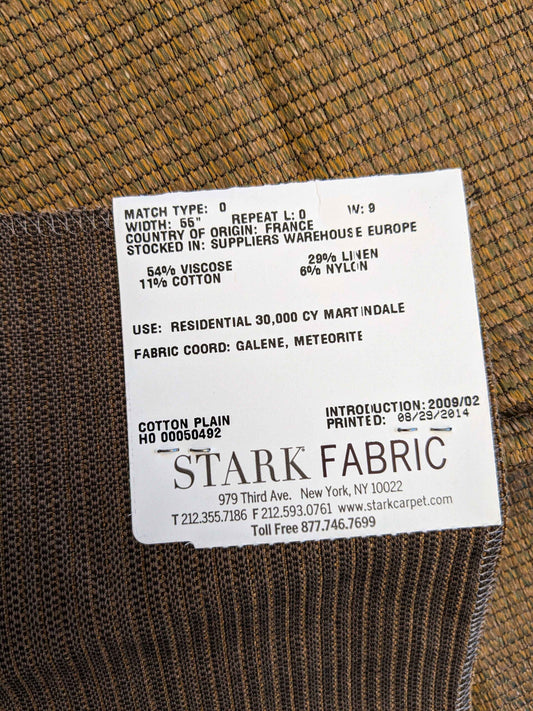 MATCH TYPE: 0
WIDTH: 55" REPEAT L: 0 W: 9
COUNTRY OF ORIGIN: FRANCE
STOCKED IN: SUPPLIERS WAREHOUSE EUROPE
54% VISCOSE 29% LINEN
11% COTTON 6% NYLON
USE: RESIDENTIAL 30,000 CY MARTINDALE
FABRIC COORD: GALENE, METEORITE
INTRODUCTION: 2009/02
COTTON PLAIN PRINTED: 08/29/2014
H0 00050492
STARK FABRIC
979 Third Ave. New York, NY 10022
T 212.355.7186 F 212.593.0761 www.starkcarpet.com
Toll Free 877.746.7699